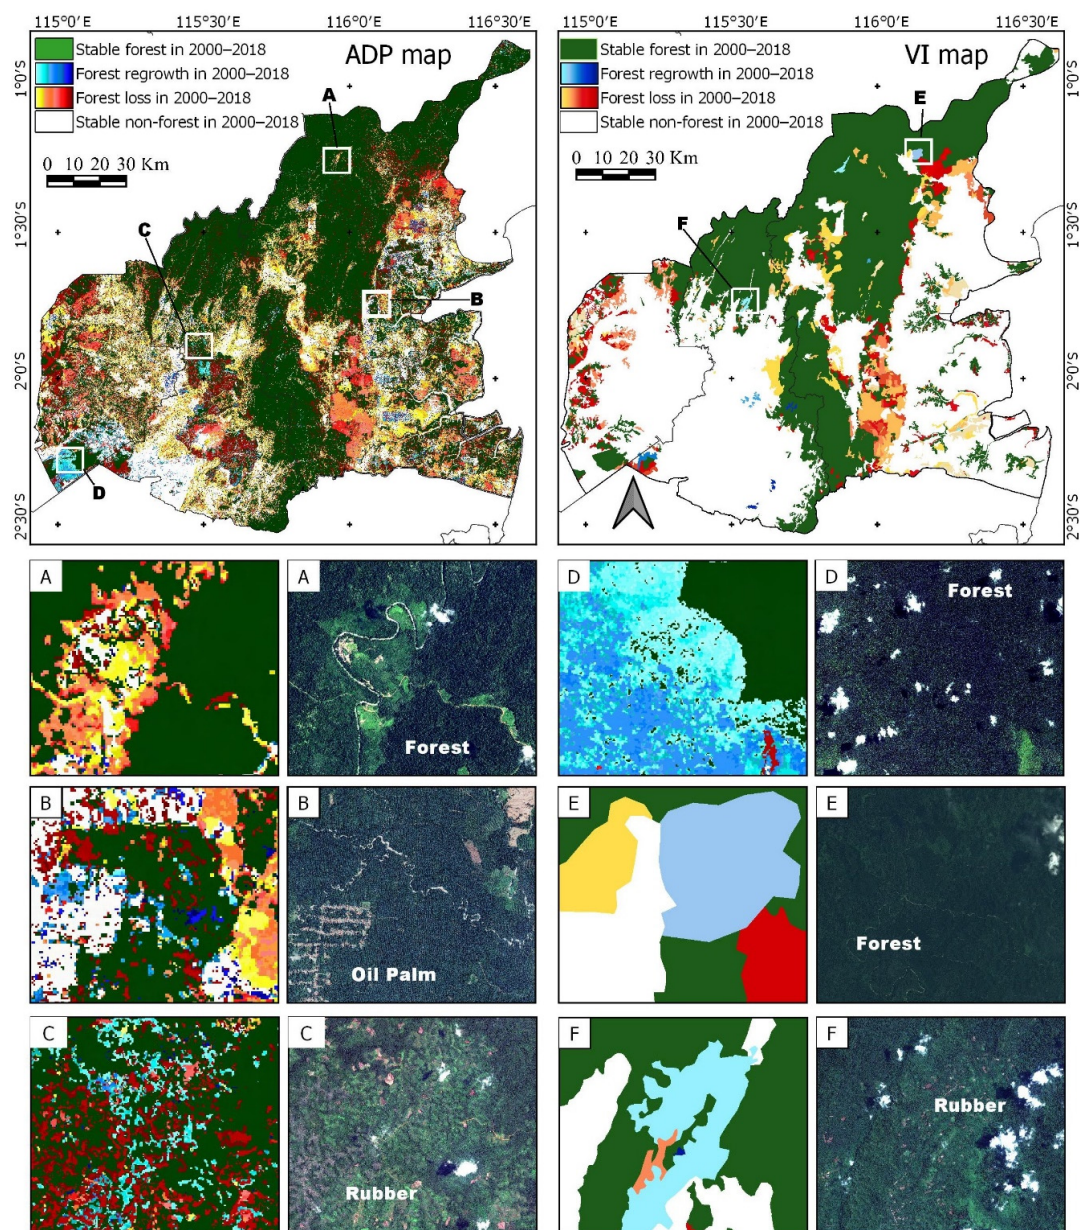 115°0' E 115°30' 116°0' 116°30'
115°0' E 115°30' 116°0' 116°30'
Stable forest in 2000–2018
Forest regrowth in 2000–2018
Forest loss in 2000–2018
Stable non-forest in 2000–2018
ADP map
0 10 20 30 Km
A
B
C
D
1°0'S
1°30'S
2°0'S
2°30'S
Stable forest in 2000–2018
Forest regrowth in 2000–2018
Forest loss in 2000–2018
Stable non-forest in 2000–2018
VI map
0 10 20 30 Km
E
F
1°0'S
1°30'S
2°0'S
2°30'S
A
A
Forest
D
D
Forest
B
B
Oil Palm
E
E
Forest
C
C
Rubber
F
F
Rubber